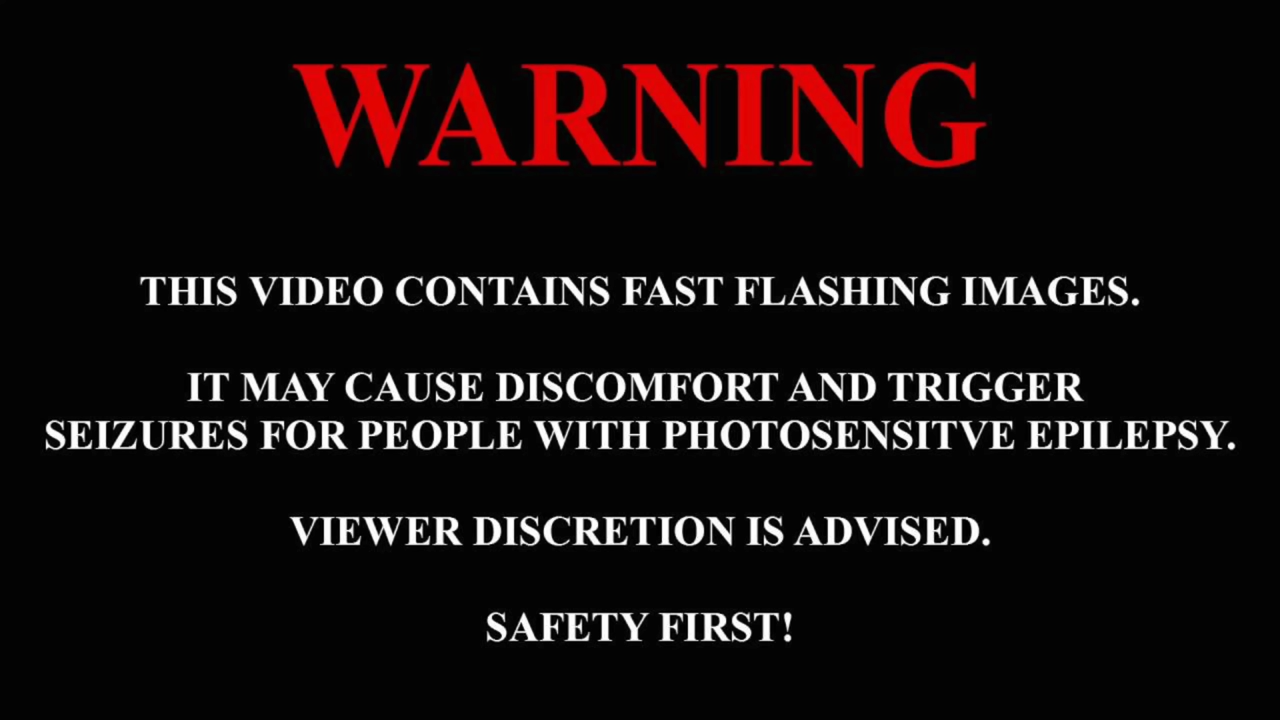 WARNING
THIS VIDEO CONTAINS FAST FLASHING IMAGES.
IT MAY CAUSE DISCOMFORT AND TRIGGER
SEIZURES FOR PEOPLE WITH PHOTOSENSITVE EPILEPSY.
VIEWER DISCRETION IS ADVISED.
SAFETY FIRST!